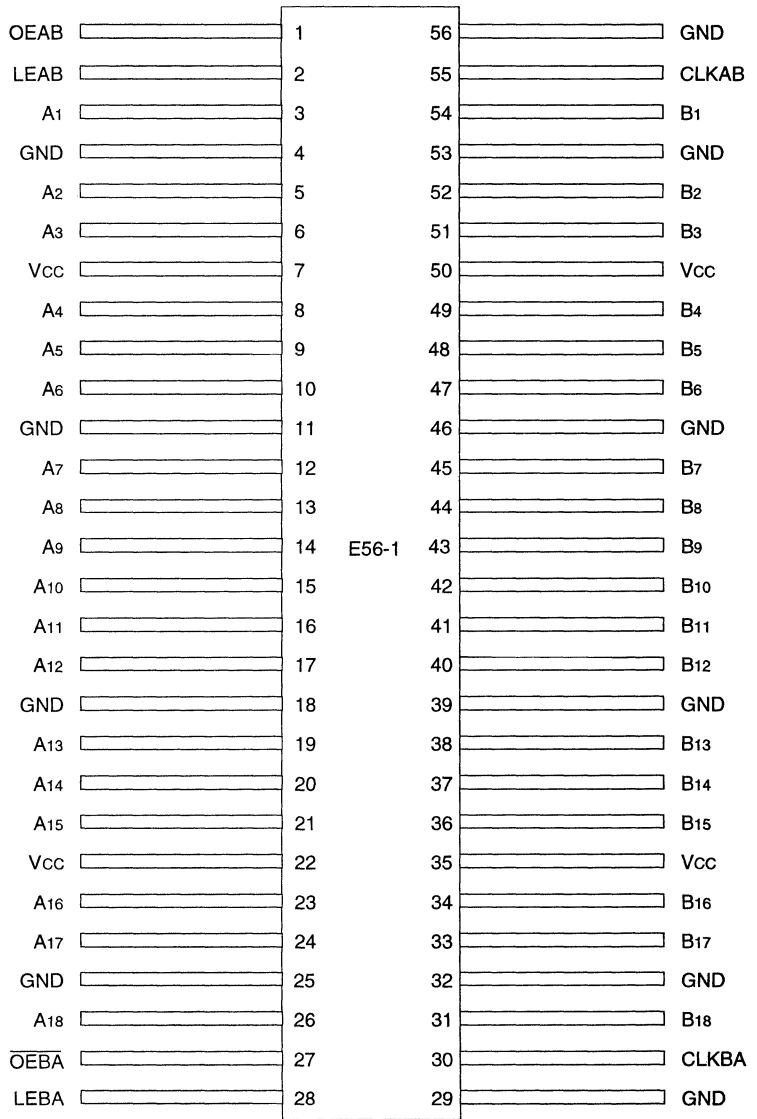 OEAB 1 56 GND
LEAB 2 55 CLKAB
A1 3 54 B1
GND 4 53 GND
A2 5 52 B2
A3 6 51 B3
VCC 7 50 VCC
A4 8 49 B4
A5 9 48 B5
A6 10 47 B6
GND 11 46 GND
A7 12 45 B7
A8 13 44 B8
A9 14 E56-1 43 B9
A10 15 42 B10
A11 16 41 B11
A12 17 40 B12
GND 18 39 GND
A13 19 38 B13
A14 20 37 B14
A15 21 36 B15
VCC 22 35 VCC
A16 23 34 B16
A17 24 33 B17
GND 25 32 GND
A18 26 31 B18
O̅E̅B̅A̅ 27 30 CLKBA
LEBA 28 29 GND